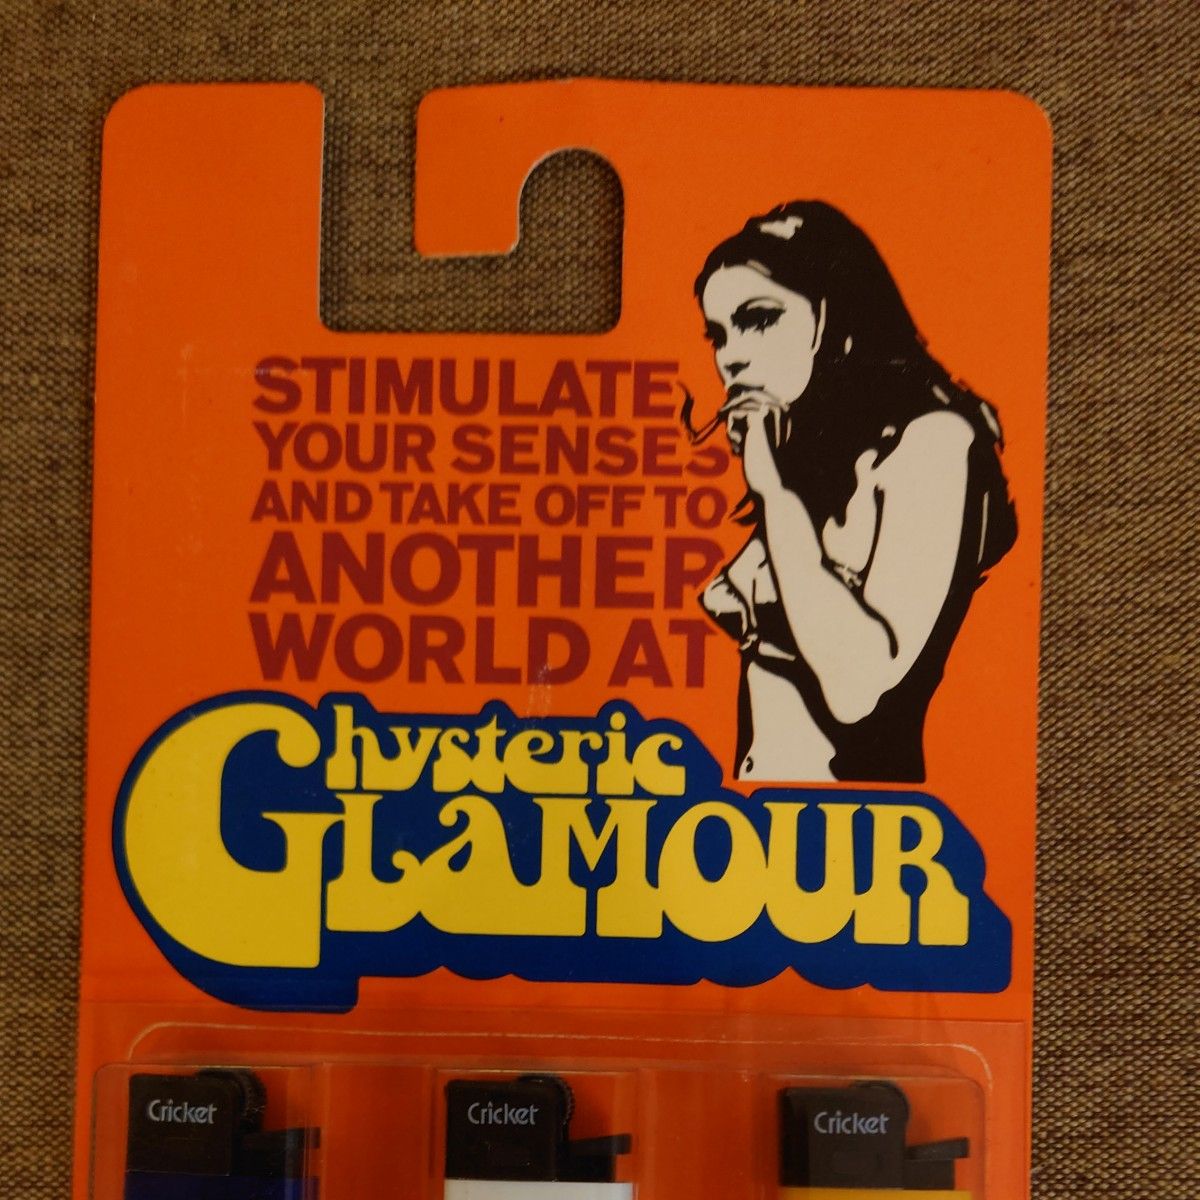 STIMULATE
YOUR SENSES
AND TAKE OFF TO
ANOTHER
WORLD AT
hysteric
GLAMOUR
Cricket
Cricket
Cricket